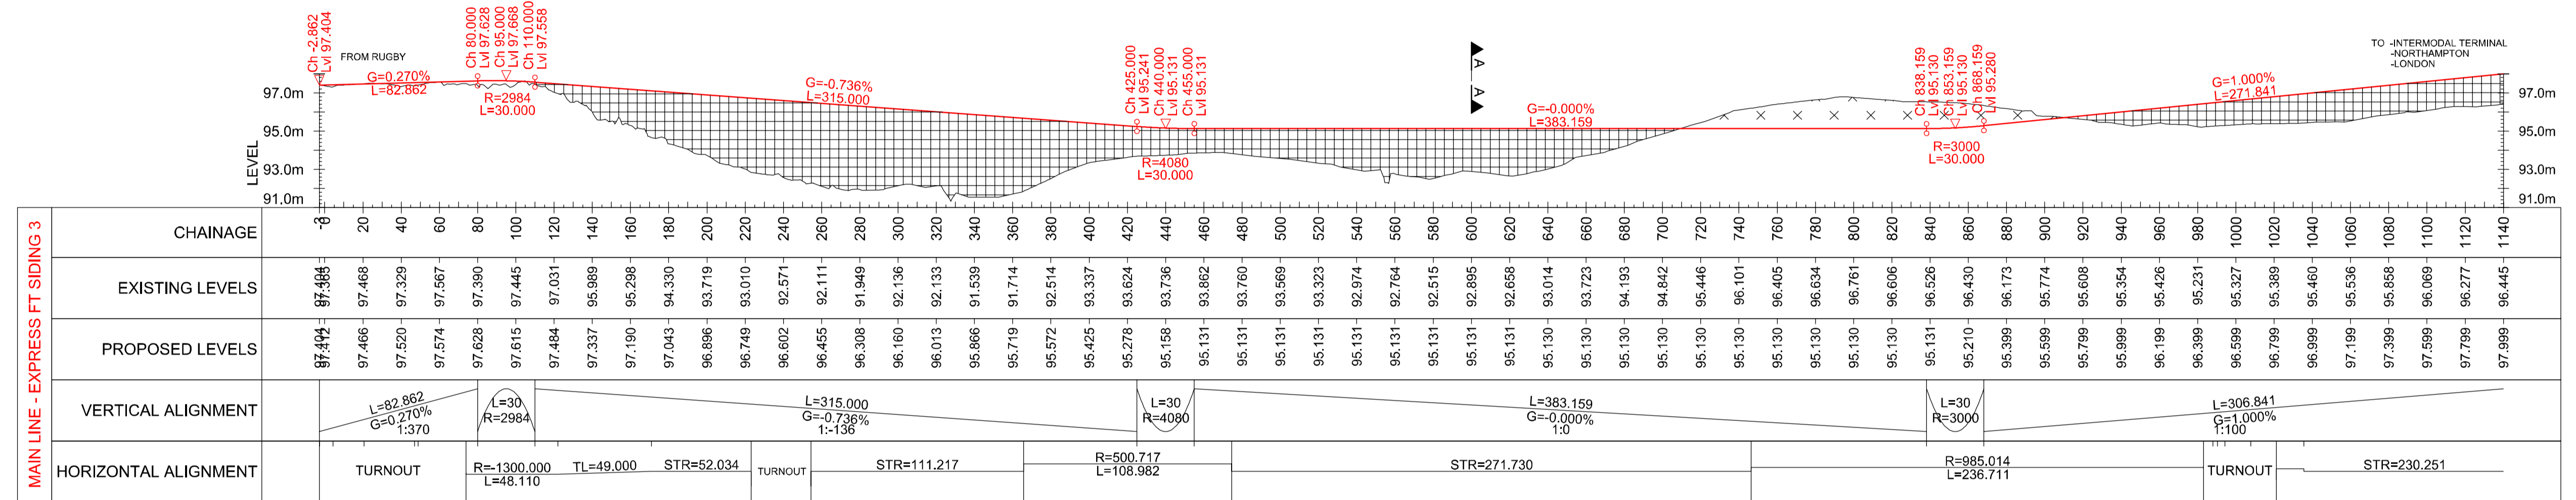 Ch -2.862
Lvl 97.404
FROM RUGBY
G=0.270%
L=82.862
Ch 80.000
Lvl 97.628
Ch 95.000
Lvl 97.668
Ch 110.000
Lvl 97.558
R=2984
L=30.000
G=-0.736%
L=315.000
Ch 425.000
Lvl 95.241
Ch 440.000
Lvl 95.131
Ch 455.000
Lvl 95.131
R=4080
L=30.000
A
A
G=-0.000%
L=383.159
Ch 838.159
Lvl 95.130
Ch 853.159
Lvl 95.130
Ch 868.159
Lvl 95.280
R=3000
L=30.000
G=1.000%
L=271.841
TO -INTERMODAL TERMINAL
-NORTHAMPTON
-LONDON
LEVEL
97.0m
95.0m
93.0m
91.0m
97.0m
95.0m
93.0m
91.0m
MAIN LINE - EXPRESS FT SIDING 3
CHAINAGE
20 40 60 80 100 120 140 160 180 200 220 240 260 280 300 320 340 360 380 400 420 440 460 480 500 520 540 560 580 600 620 640 660 680 700 720 740 760 780 800 820 840 860 880 900 920 940 960 980 1000 1020 1040 1060 1080 1100 1120 1140
EXISTING LEVELS
97.404 97.365 97.468 97.329 97.567 97.390 97.445 97.031 95.989 95.298 94.330 93.719 93.010 92.571 92.111 91.949 92.136 92.133 91.539 91.714 92.514 93.337 93.624 93.736 93.862 93.760 93.569 93.323 92.974 92.764 92.515 92.895 92.658 93.014 93.723 94.193 94.842 95.446 96.101 96.405 96.634 96.761 96.606 96.526 96.430 96.173 95.774 95.608 95.354 95.426 95.231 95.327 95.389 95.460 95.536 95.858 96.069 96.277 96.445
PROPOSED LEVELS
97.404 97.412 97.466 97.520 97.574 97.628 97.615 97.484 97.337 97.190 97.043 96.896 96.749 96.602 96.455 96.308 96.160 96.013 95.866 95.719 95.572 95.425 95.278 95.158 95.131 95.131 95.131 95.131 95.131 95.131 95.131 95.131 95.131 95.130 95.130 95.130 95.130 95.130 95.130 95.130 95.130 95.130 95.130 95.131 95.210 95.399 95.599 95.799 95.999 96.199 96.399 96.599 96.799 96.999 97.199 97.399 97.599 97.799 97.999
VERTICAL ALIGNMENT
L=82.862
G=0.270%
1:370
L=30
R=2984
L=315.000
G=-0.736%
1:-136
L=30
R=4080
L=383.159
G=-0.000%
1:0
L=30
R=3000
L=306.841
G=1.000%
1:100
HORIZONTAL ALIGNMENT
TURNOUT
R=-1300.000
L=48.110
TL=49.000
STR=52.034
TURNOUT
STR=111.217
R=500.717
L=108.982
STR=271.730
R=985.014
L=236.711
TURNOUT
STR=230.251